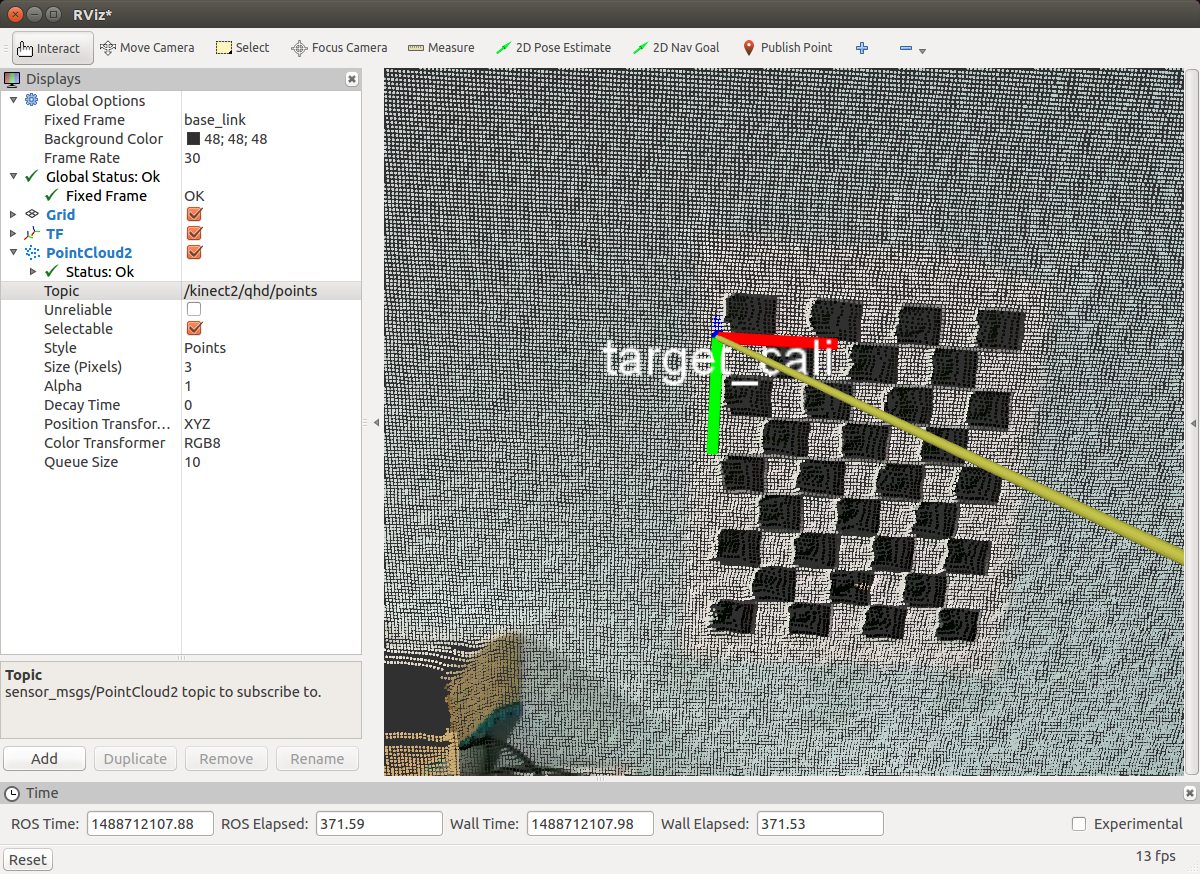 RViz*
Interact Move Camera Select Focus Camera Measure 2D Pose Estimate 2D Nav Goal Publish Point
Displays
Global Options
Fixed Frame base_link
Background Color 48; 48; 48
Frame Rate 30
Global Status: Ok
Fixed Frame OK
Grid
TF
PointCloud2
Status: Ok
Topic /kinect2/qhd/points
Unreliable
Selectable
Style Points
Size (Pixels) 3
Alpha 1
Decay Time 0
Position Transfor... XYZ
Color Transformer RGB8
Queue Size 10
target_cali
Topic
sensor_msgs/PointCloud2 topic to subscribe to.
Add Duplicate Remove Rename
Time
ROS Time: 1488712107.88 ROS Elapsed: 371.59 Wall Time: 1488712107.98 Wall Elapsed: 371.53 Experimental
Reset 13 fps